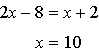 2x − 8 = x + 2
x = 10